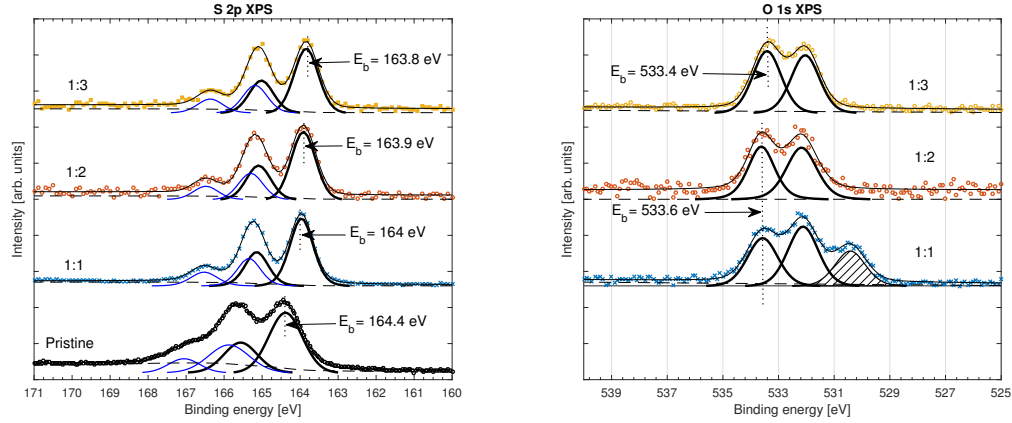 S 2p XPS
1:3
E_b = 163.8 eV
1:2
E_b = 163.9 eV
1:1
E_b = 164 eV
Pristine
E_b = 164.4 eV
Intensity [arb. units]
171 170 169 168 167 166 165 164 163 162 161 160
Binding energy [eV]
O 1s XPS
E_b = 533.4 eV
1:3
1:2
E_b = 533.6 eV
1:1
Intensity [arb. units]
539 537 535 533 531 529 527 525
Binding energy [eV]